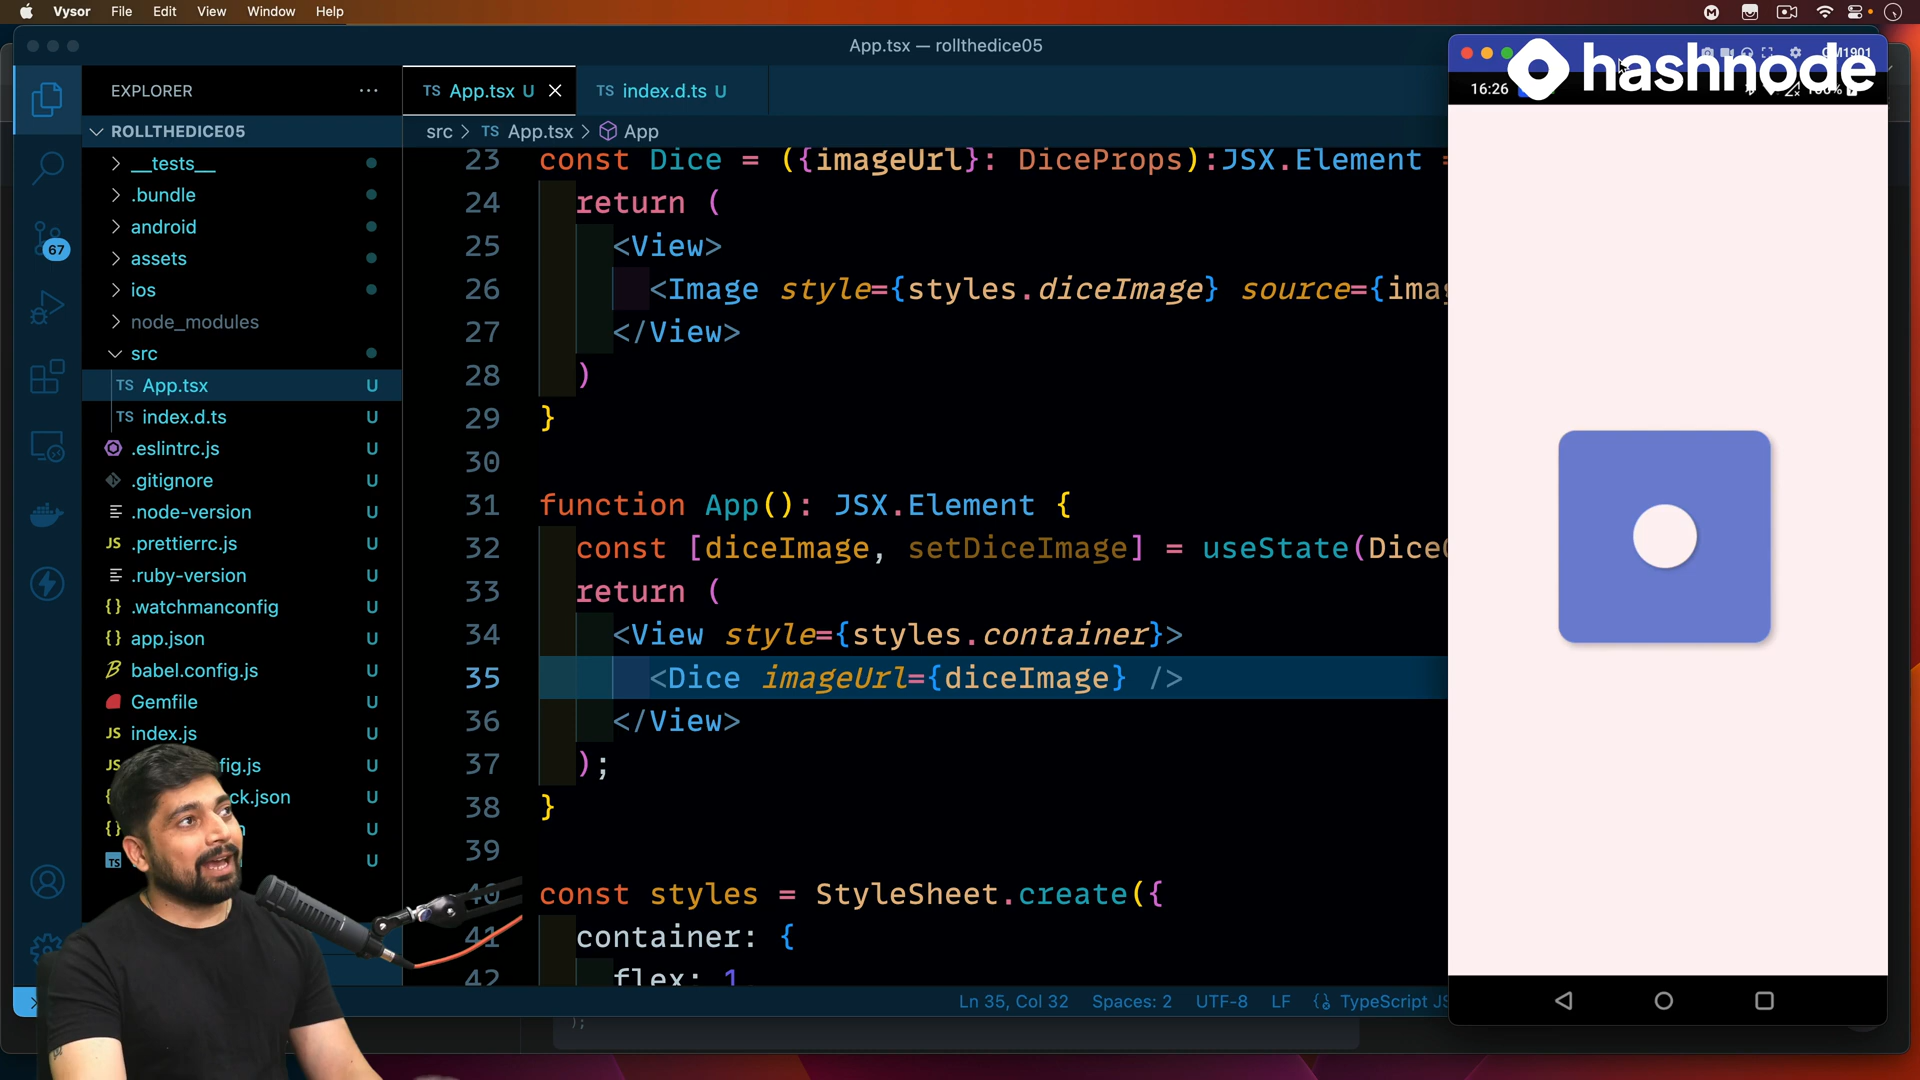 Vysor File Edit View Window Help
App.tsx — rollthedice05
hashnode
EXPLORER
TS App.tsx U
TS index.d.ts U
16:26
ROLLTHEDICE05
src > TS App.tsx > App
__tests__
.bundle
android
assets
ios
node_modules
src
TS App.tsx U
TS index.d.ts U
.eslintrc.js U
.gitignore U
.node-version U
JS .prettierrc.js U
.ruby-version U
{} .watchmanconfig U
{} app.json U
babel.config.js U
Gemfile U
JS index.js U
JS fig.js U
ck.json U
{} U
TS U
67
23 const Dice = ({imageUrl}: DiceProps):JSX.Element =
24 return (
25 <View>
26 <Image style={styles.diceImage} source={imag
27 </View>
28 )
29 }
30
31 function App(): JSX.Element {
32 const [diceImage, setDiceImage] = useState(Dice
33 return (
34 <View style={styles.container}>
35 <Dice imageUrl={diceImage} />
36 </View>
37 );
38 }
39
40 const styles = StyleSheet.create({
41 container: {
42 flex: 1
Ln 35, Col 32 Spaces: 2 UTF-8 LF {} TypeScript JS
);